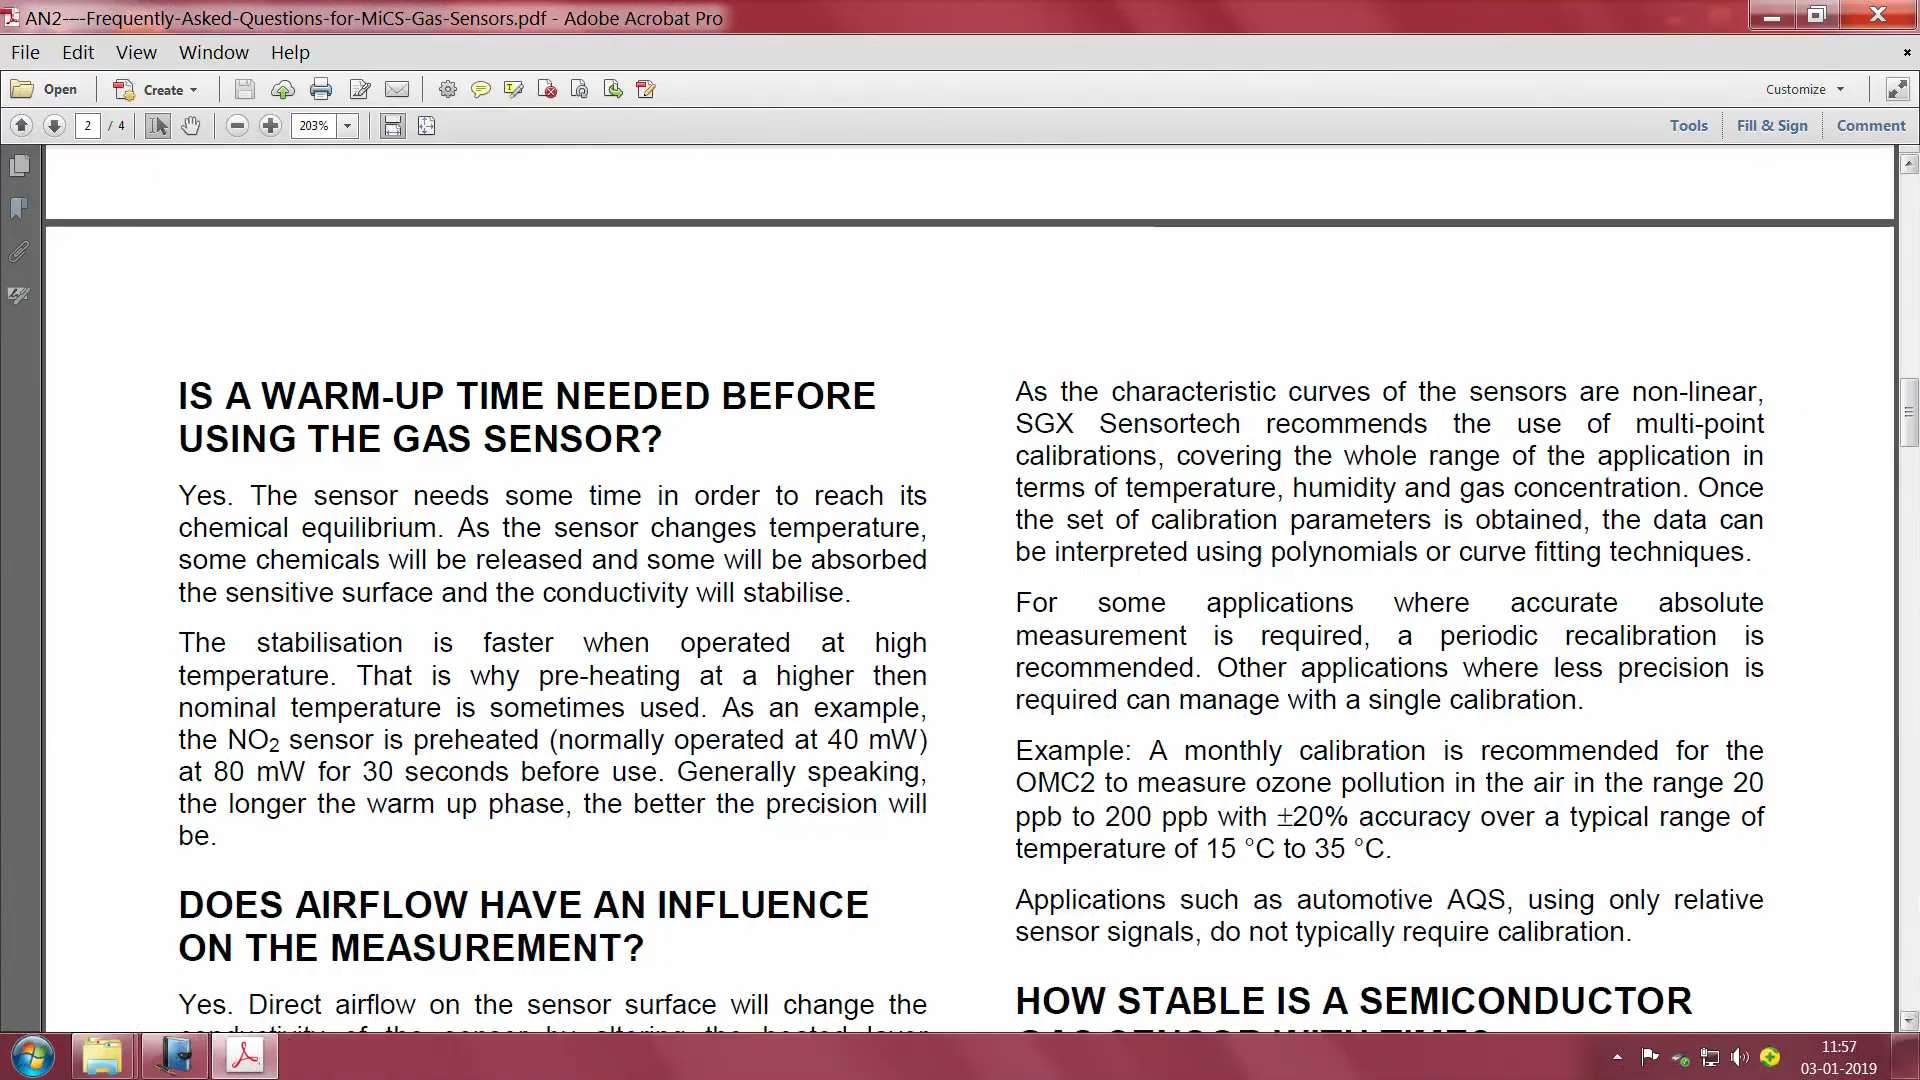 AN2----Frequently-Asked-Questions-for-MiCS-Gas-Sensors.pdf - Adobe Acrobat Pro
File Edit View Window Help
Open Create Customize
2 / 4 203% Tools Fill & Sign Comment
IS A WARM-UP TIME NEEDED BEFORE
USING THE GAS SENSOR?
Yes. The sensor needs some time in order to reach its
chemical equilibrium. As the sensor changes temperature,
some chemicals will be released and some will be absorbed
the sensitive surface and the conductivity will stabilise.
The stabilisation is faster when operated at high
temperature. That is why pre-heating at a higher then
nominal temperature is sometimes used. As an example,
the NO2 sensor is preheated (normally operated at 40 mW)
at 80 mW for 30 seconds before use. Generally speaking,
the longer the warm up phase, the better the precision will
be.
DOES AIRFLOW HAVE AN INFLUENCE
ON THE MEASUREMENT?
Yes. Direct airflow on the sensor surface will change the
conductivity of the sensor by altering the heated layer
As the characteristic curves of the sensors are non-linear,
SGX Sensortech recommends the use of multi-point
calibrations, covering the whole range of the application in
terms of temperature, humidity and gas concentration. Once
the set of calibration parameters is obtained, the data can
be interpreted using polynomials or curve fitting techniques.
For some applications where accurate absolute
measurement is required, a periodic recalibration is
recommended. Other applications where less precision is
required can manage with a single calibration.
Example: A monthly calibration is recommended for the
OMC2 to measure ozone pollution in the air in the range 20
ppb to 200 ppb with ±20% accuracy over a typical range of
temperature of 15 °C to 35 °C.
Applications such as automotive AQS, using only relative
sensor signals, do not typically require calibration.
HOW STABLE IS A SEMICONDUCTOR
GAS SENSOR WITH TIME?
11:57
03-01-2019